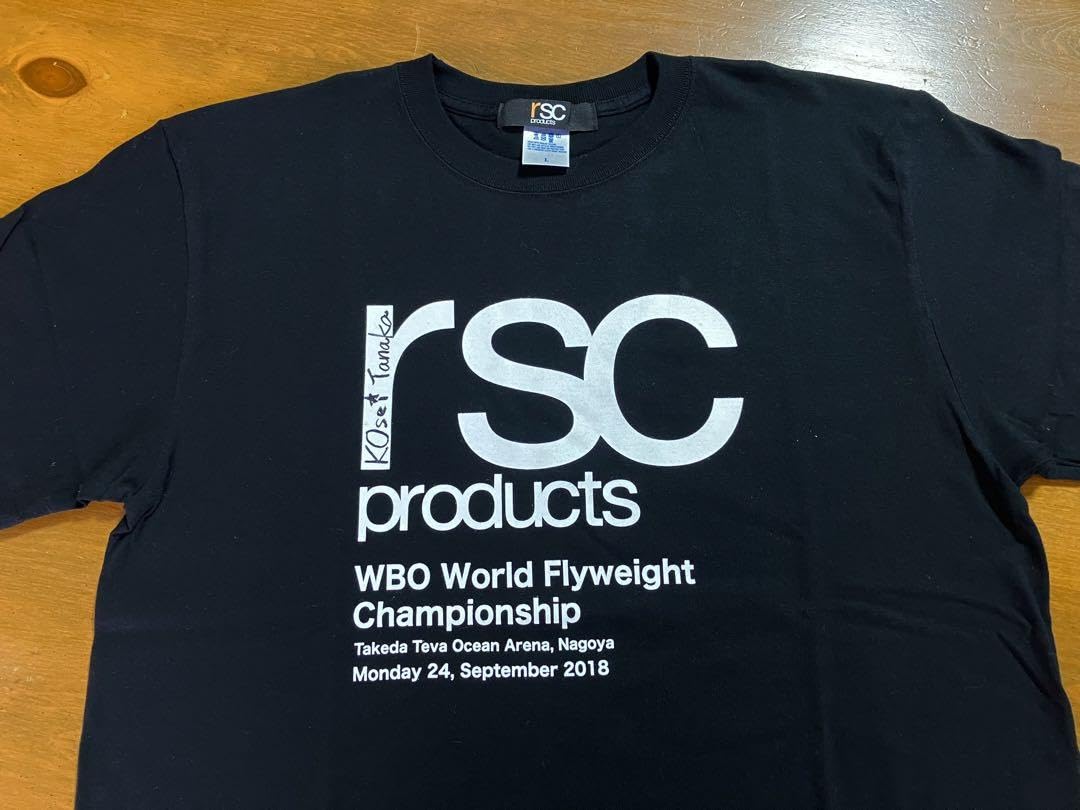 rsc
products
L
KOsei Tanaka
rsc
products
WBO World Flyweight
Championship
Takeda Teva Ocean Arena, Nagoya
Monday 24, September 2018